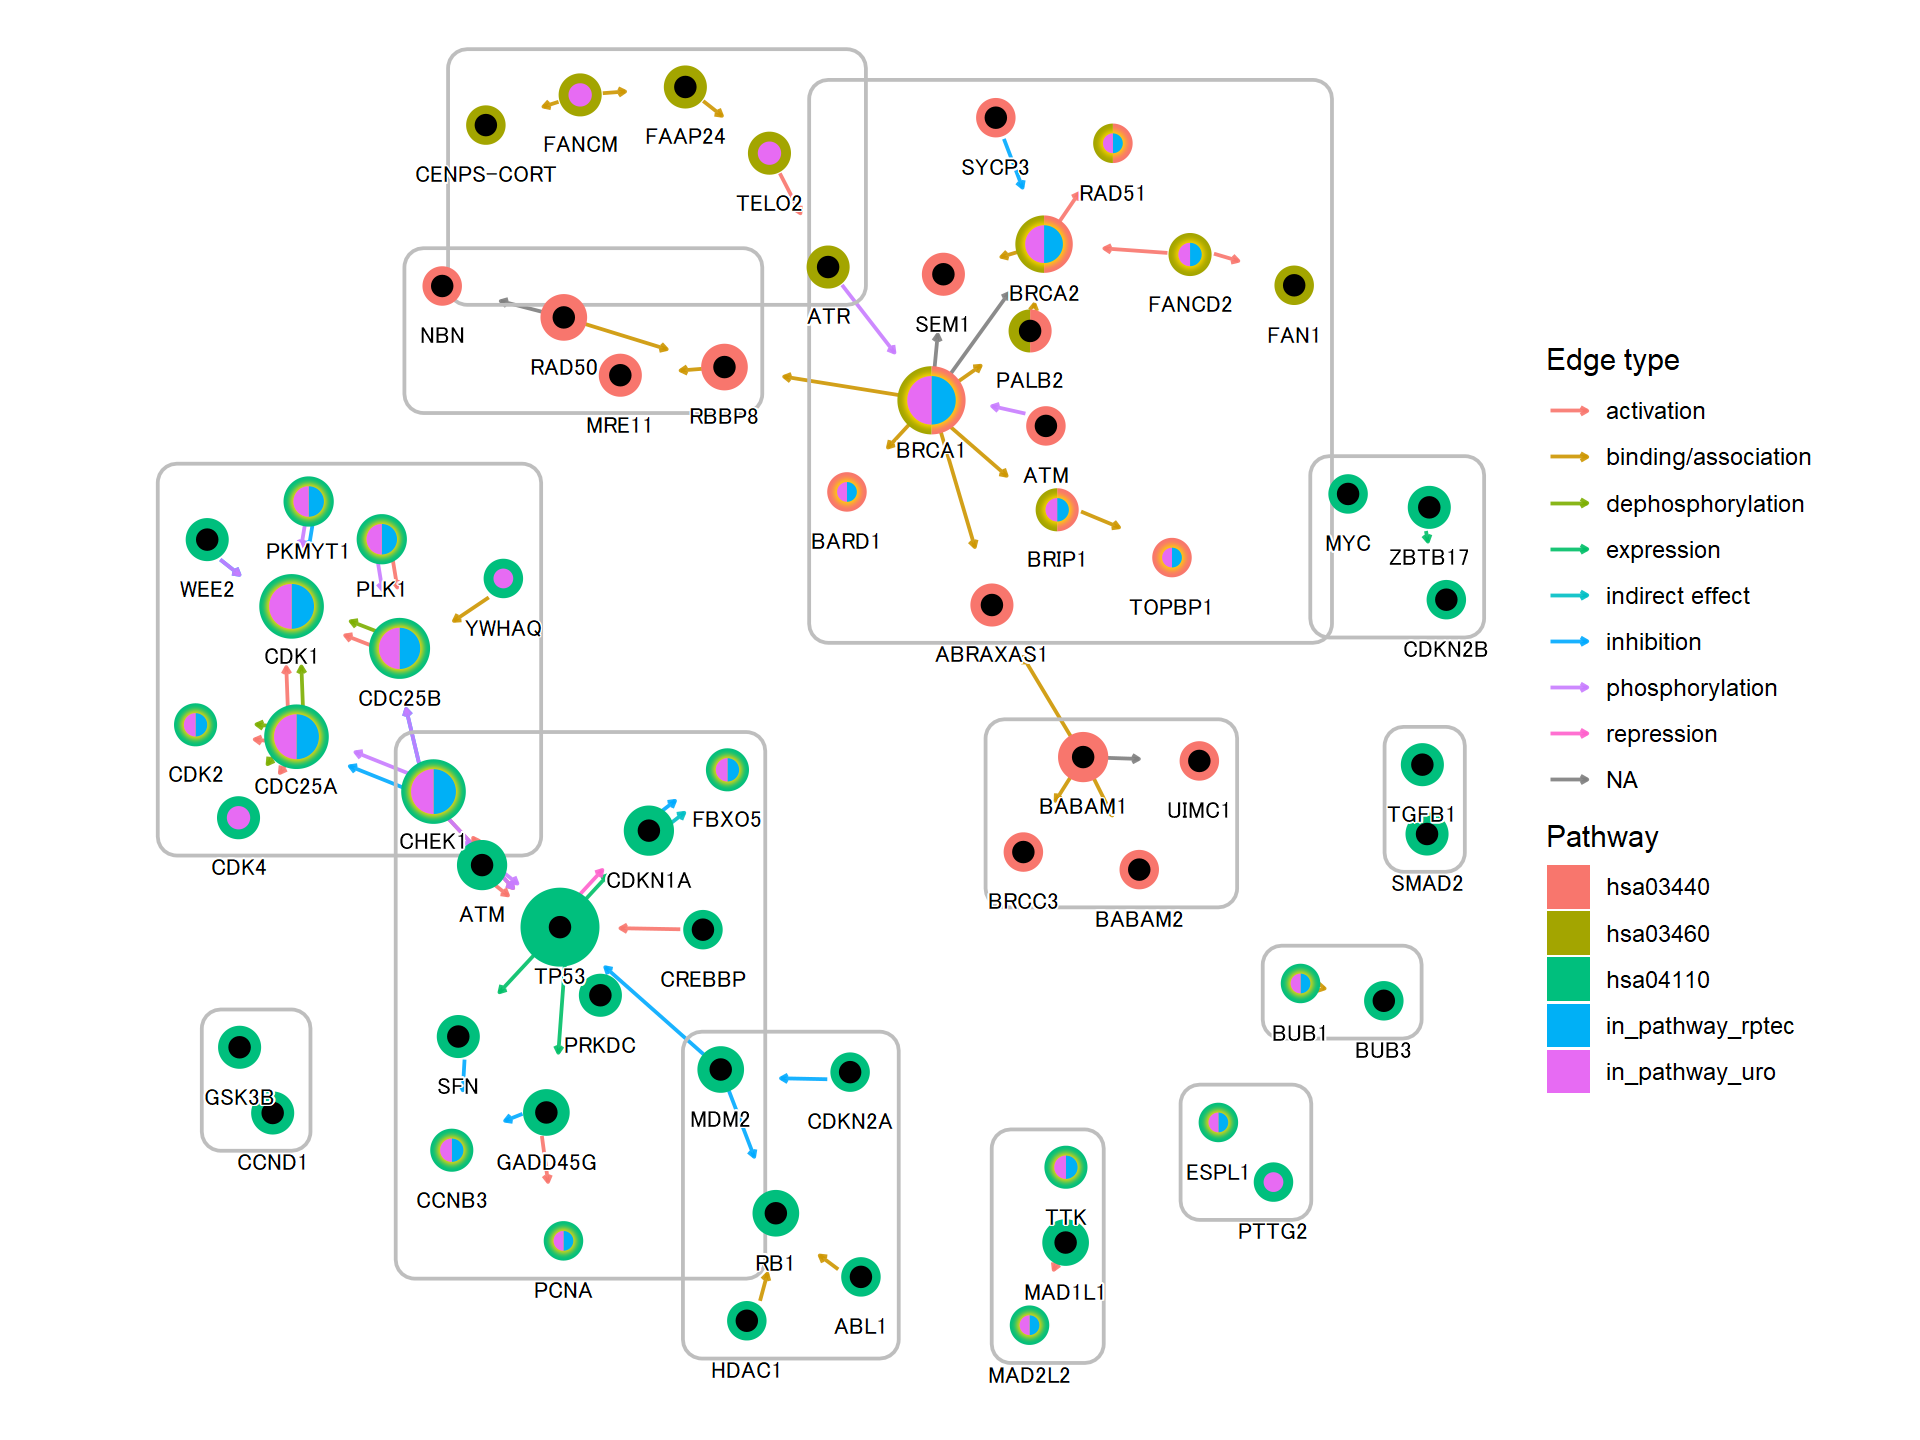 FANCM
FAAP24
CENPS-CORT
TELO2
SYCP3
RAD51
BRCA2
FANCD2
FAN1
SEM1
ATR
NBN
RAD50
MRE11
RBBP8
PALB2
BRCA1
ATM
BARD1
BRIP1
TOPBP1
ABRAXAS1
MYC
ZBTB17
CDKN2B
PKMYT1
WEE2
PLK1
YWHAQ
CDK1
CDC25B
CDK2
CDC25A
CDK4
CHEK1
FBXO5
CDKN1A
ATM
TP53
CREBBP
PRKDC
SFN
GADD45G
CCNB3
PCNA
MDM2
CDKN2A
RB1
ABL1
HDAC1
GSK3B
CCND1
BABAM1
UIMC1
BRCC3
BABAM2
TGFB1
SMAD2
BUB1
BUB3
ESPL1
PTTG2
TTK
MAD1L1
MAD2L2
Edge type
activation
binding/association
dephosphorylation
expression
indirect effect
inhibition
phosphorylation
repression
NA
Pathway
hsa03440
hsa03460
hsa04110
in_pathway_rptec
in_pathway_uro